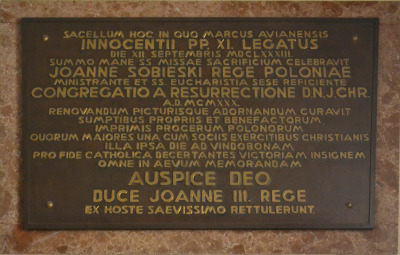 SACELLUM HOC IN QUO MARCUS AVIANENSIS
INNOCENTII PP. XI. LEGATUS
DIE XII SEPTEMBRIS MDCLXXXIII
SUMMO MANE SS MISSAE SACRIFICIUM CELEBRAVIT
JOANNE SOBIESKI REGE POLONIAE
MINISTRANTE ET SS. EUCHARISTIA SESE REFICIENTE
CONGREGATIO A RESURRECTIONE D.N.J.CHR.
A.D. MCMXXX.
RENOVANDUM PICTURISQUE ADORNANDUM CURAVIT
SUMPTIBUS PROPRIIS ET BENEFACTORUM
IMPRIMIS PROCERUM POLONORUM
QUORUM MAIORES UNA CUM SOCIIS EXERCITIBUS CHRISTIANIS
ILLA IPSA DIE AD VINDOBONAM
PRO FIDE CATHOLICA DECERTANTES VICTORIAM INSIGNEM
OMNE IN AEVUM MEMORANDAM
AUSPICE DEO
DUCE JOANNE III. REGE
EX HOSTE SAEVISSIMO RETTULERUNT.